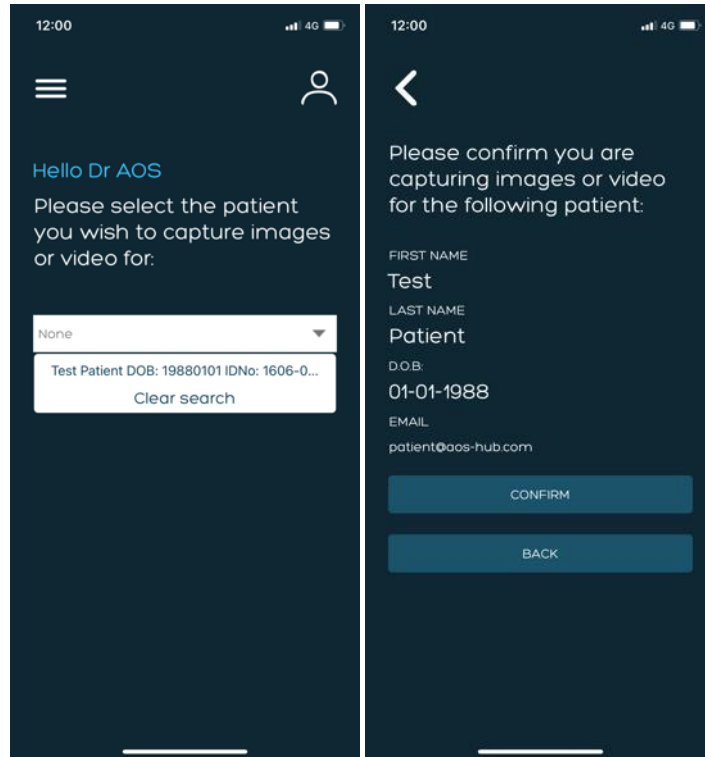 12:00
4G
Hello Dr AOS
Please select the patient
you wish to capture images
or video for:
None
Test Patient DOB: 19880101 IDNo: 1606-0...
Clear search
12:00
4G
Please confirm you are
capturing images or video
for the following patient:
FIRST NAME
Test
LAST NAME
Patient
D.O.B:
01-01-1988
EMAIL
patient@aos-hub.com
CONFIRM
BACK